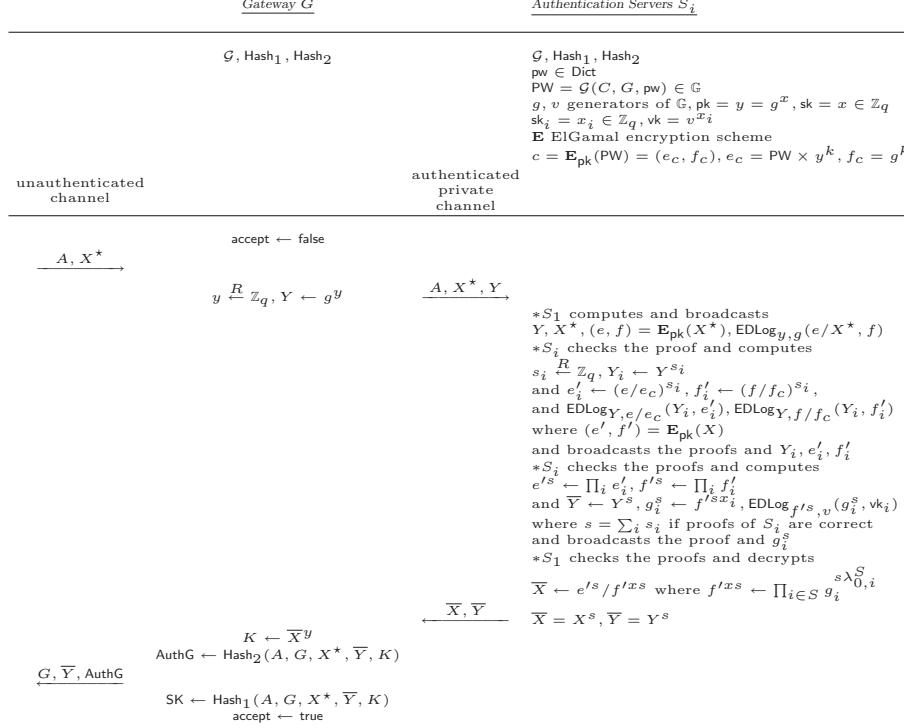 Gateway G Authentication Servers S_i
𝒢, Hash_1, Hash_2 𝒢, Hash_1, Hash_2
pw ∈ Dict
PW = 𝒢(C, G, pw) ∈ 𝔾
g, v generators of 𝔾, pk = y = g^x, sk = x ∈ ℤ_q
sk_i = x_i ∈ ℤ_q, vk = v^{x_i}
E ElGamal encryption scheme
c = E_pk(PW) = (e_c, f_c), e_c = PW × y^k, f_c = g^k
unauthenticated channel
authenticated private channel
accept ← false
A, X^⋆
y ←^R ℤ_q, Y ← g^y
A, X^⋆, Y
∗S_1 computes and broadcasts
Y, X^⋆, (e, f) = E_pk(X^⋆), EDLog_{y,g}(e/X^⋆, f)
∗S_i checks the proof and computes
s_i ←^R ℤ_q, Y_i ← Y^{s_i}
and e′_i ← (e/e_c)^{s_i}, f′_i ← (f/f_c)^{s_i},
and EDLog_{Y,e/e_c}(Y_i, e′_i), EDLog_{Y,f/f_c}(Y_i, f′_i)
where (e′, f′) = E_pk(X)
and broadcasts the proofs and Y_i, e′_i, f′_i
∗S_i checks the proofs and computes
e′^s ← ∏_i e′_i, f′^s ← ∏_i f′_i
and Y̅ ← Y^s, g_i^s ← f′^{sx_i}, EDLog_{f′^s,v}(g_i^s, vk_i)
where s = ∑_i s_i if proofs of S_i are correct
and broadcasts the proof and g_i^s
∗S_1 checks the proofs and decrypts
X̅ ← e′^s/f′^{xs} where f′^{xs} ← ∏_{i∈S} g_i^{sλ_{0,i}^S}
X̅, Y̅
X̅ = X^s, Y̅ = Y^s
K ← X̅^y
AuthG ← Hash_2(A, G, X^⋆, Y̅, K)
G, Y̅, AuthG
SK ← Hash_1(A, G, X^⋆, Y̅, K)
accept ← true